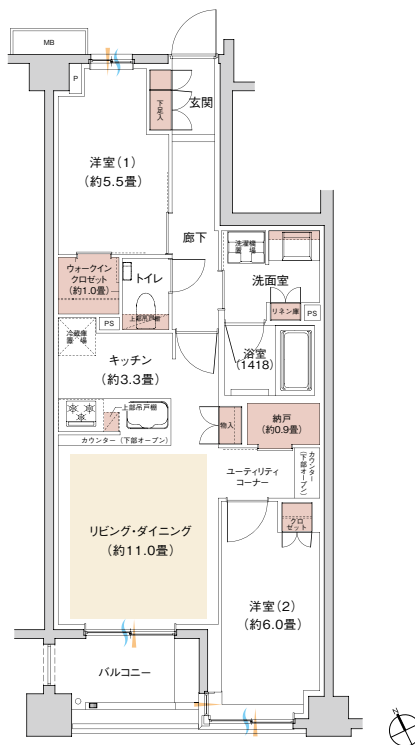 MB
P
下足入
玄関
洋室（1）
（約5.5畳）
廊下
洗濯機
置場
洗面室
ウォークイン
クロゼット
（約1.0畳）
トイレ
上部吊戸棚
リネン庫
PS
PS
冷蔵庫
置場
キッチン
（約3.3畳）
浴室
（1418）
上部吊戸棚
物入
納戸
（約0.9畳）
カウンター（下部オープン）
ユーティリティ
コーナー
カウンター
（下部オープン）
リビング・ダイニング
（約11.0畳）
クロ
ゼット
洋室（2）
（約6.0畳）
バルコニー
N